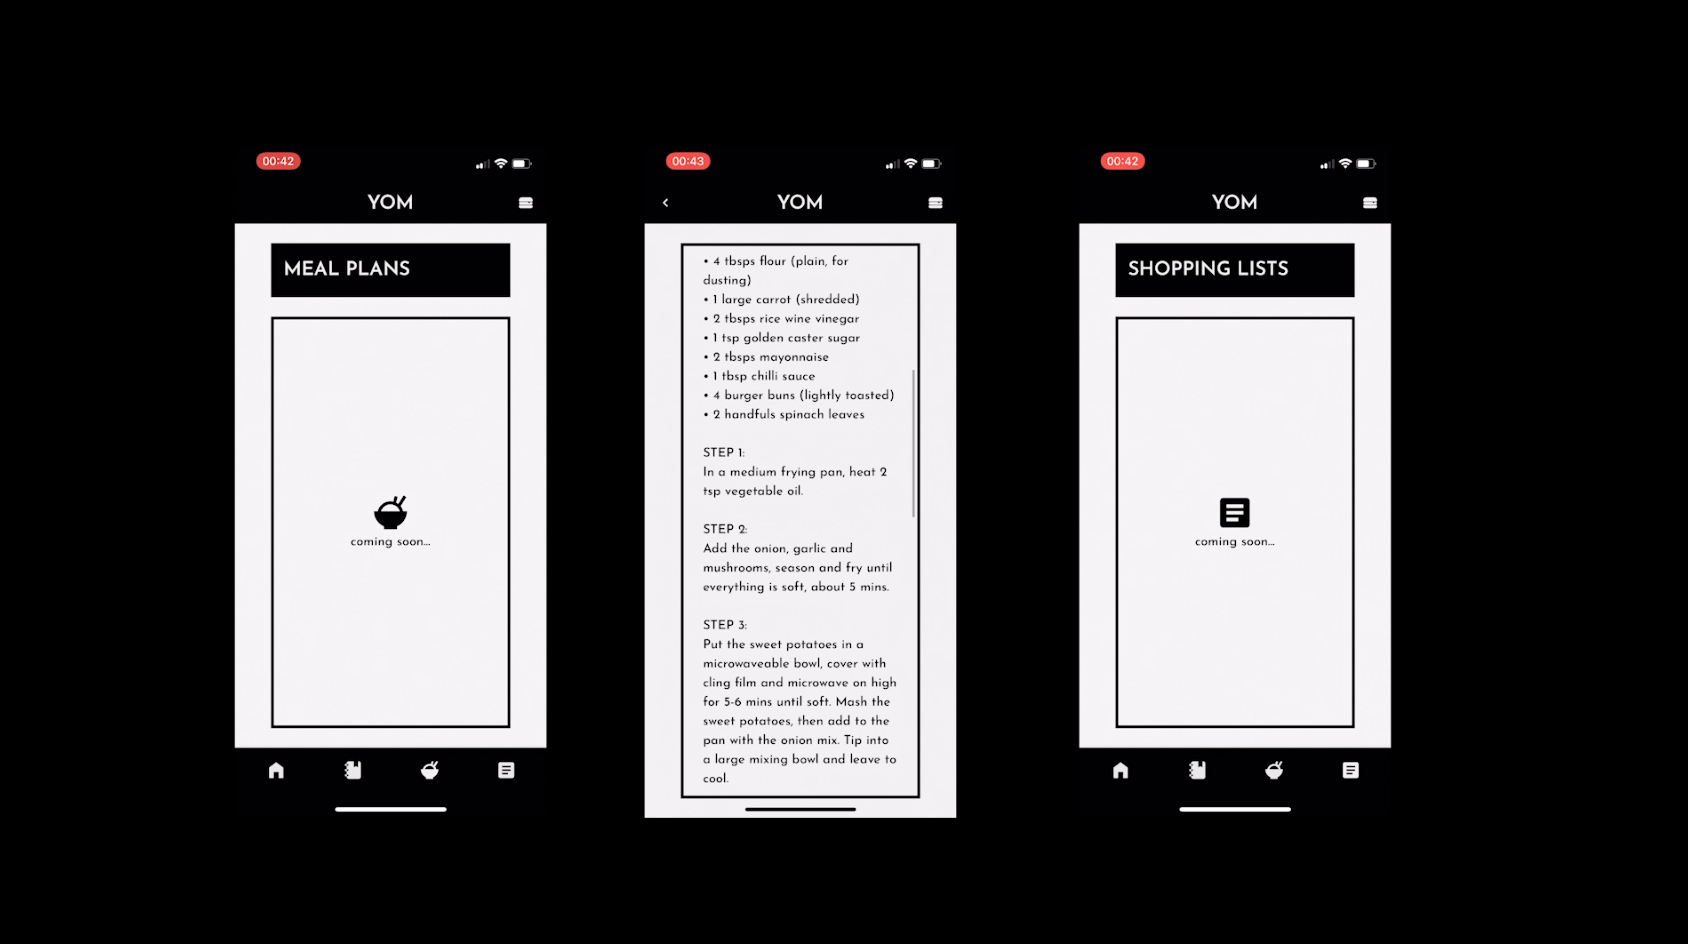 00:42
YOM
MEAL PLANS
coming soon...
00:43
YOM
• 4 tbsps flour (plain, for
dusting)
• 1 large carrot (shredded)
• 2 tbsps rice wine vinegar
• 1 tsp golden caster sugar
• 2 tbsps mayonnaise
• 1 tbsp chilli sauce
• 4 burger buns (lightly toasted)
• 2 handfuls spinach leaves
STEP 1:
In a medium frying pan, heat 2
tsp vegetable oil.
STEP 2:
Add the onion, garlic and
mushrooms, season and fry until
everything is soft, about 5 mins.
STEP 3:
Put the sweet potatoes in a
microwaveable bowl, cover with
cling film and microwave on high
for 5-6 mins until soft. Mash the
sweet potatoes, then add to the
pan with the onion mix. Tip into
a large mixing bowl and leave to
cool.
00:42
YOM
SHOPPING LISTS
coming soon...